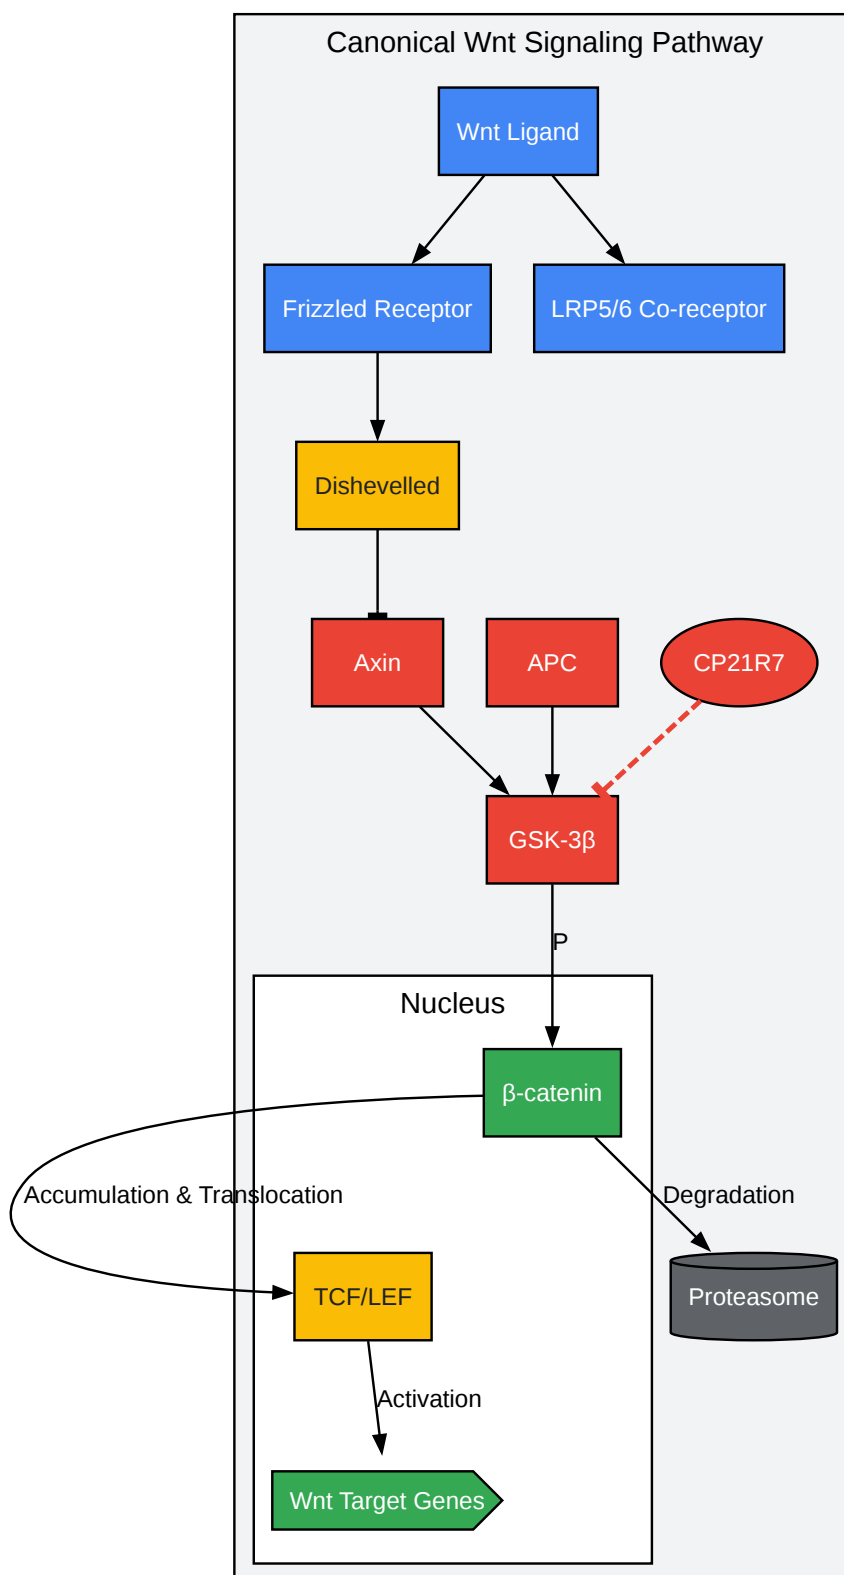 Canonical Wnt Signaling Pathway
Wnt Ligand
Frizzled Receptor
LRP5/6 Co-receptor
Dishevelled
Axin
APC
CP21R7
GSK-3β
P
Nucleus
β-catenin
Accumulation & Translocation
Degradation
TCF/LEF
Proteasome
Activation
Wnt Target Genes